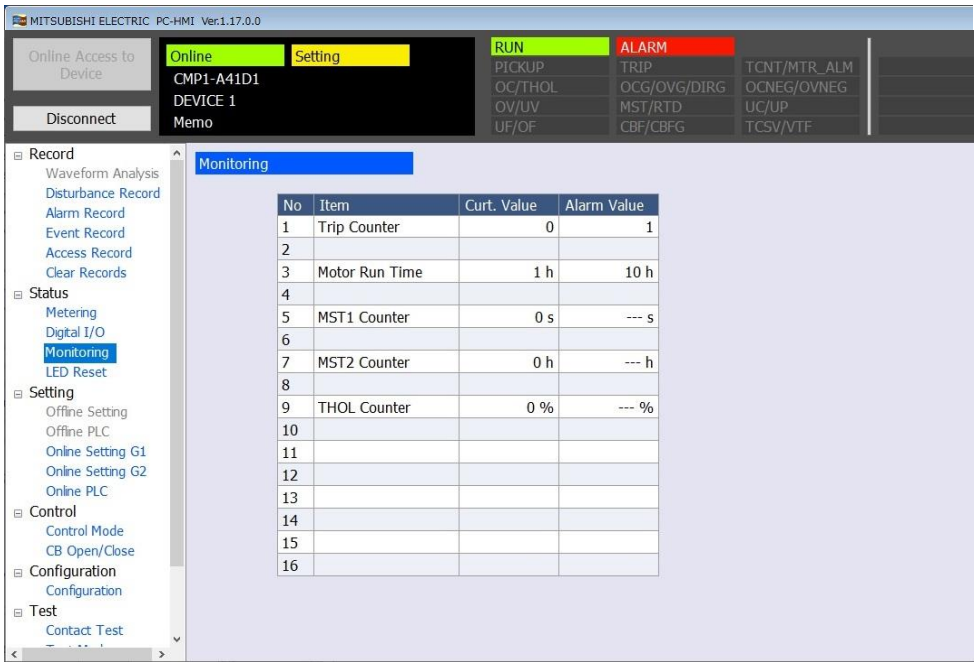 MITSUBISHI ELECTRIC PC-HMI Ver.1.17.0.0
Online Access to
Device
Disconnect
Online Setting
CMP1-A41D1
DEVICE 1
Memo
RUN ALARM
PICKUP TRIP TCNT/MTR_ALM
OC/THOL OCG/OVG/DIRG OCNEG/OVNEG
OV/UV MST/RTD UC/UP
UF/OF CBF/CBFG TCSV/VTF
Record
Waveform Analysis
Disturbance Record
Alarm Record
Event Record
Access Record
Clear Records
Status
Metering
Digital I/O
Monitoring
LED Reset
Setting
Offline Setting
Offline PLC
Online Setting G1
Online Setting G2
Online PLC
Control
Control Mode
CB Open/Close
Configuration
Configuration
Test
Contact Test
Monitoring
No Item Curt. Value Alarm Value
1 Trip Counter 0 1
2
3 Motor Run Time 1 h 10 h
4
5 MST1 Counter 0 s --- s
6
7 MST2 Counter 0 h --- h
8
9 THOL Counter 0 % --- %
10
11
12
13
14
15
16